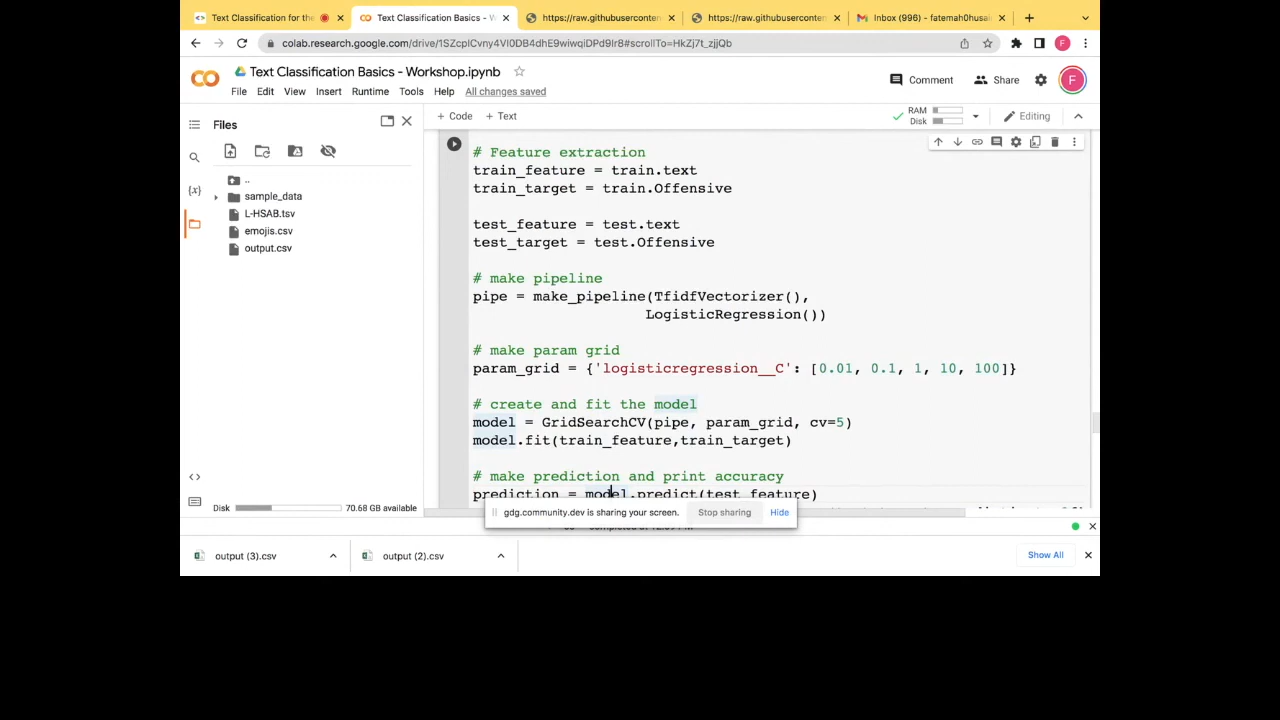 Text Classification for the
Text Classification Basics - W
https://raw.githubusercontent
https://raw.githubusercontent
Inbox (996) - fatemah0husai
colab.research.google.com/drive/1SZcplCvny4Vl0DB4dhE9wiwqiDPd9Ir8#scrollTo=HkZj7t_zjjQb
F
Text Classification Basics - Workshop.ipynb
Comment
Share
F
File Edit View Insert Runtime Tools Help All changes saved
Files
+ Code + Text
RAM
Disk
Editing
..
sample_data
L-HSAB.tsv
emojis.csv
output.csv
{x}
# Feature extraction
train_feature = train.text
train_target = train.Offensive
test_feature = test.text
test_target = test.Offensive
# make pipeline
pipe = make_pipeline(TfidfVectorizer(),
LogisticRegression())
# make param grid
param_grid = {'logisticregression__C': [0.01, 0.1, 1, 10, 100]}
# create and fit the model
model = GridSearchCV(pipe, param_grid, cv=5)
model.fit(train_feature,train_target)
# make prediction and print accuracy
prediction = model.predict(test_feature)
Disk 70.68 GB available
gdg.community.dev is sharing your screen. Stop sharing Hide
output (3).csv
output (2).csv
Show All